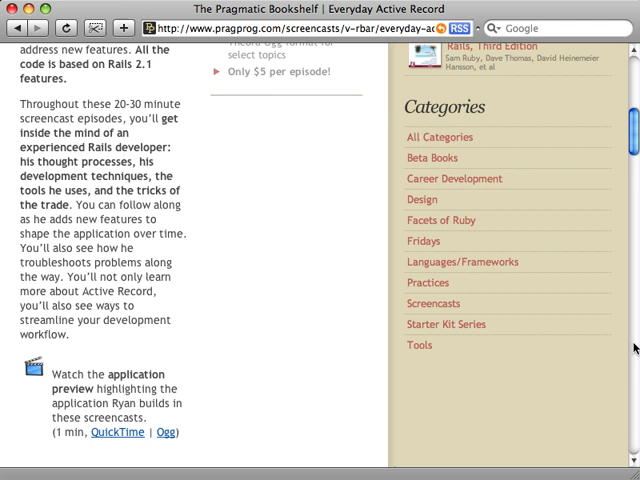 The Pragmatic Bookshelf | Everyday Active Record
http://www.pragprog.com/screencasts/v-rbar/everyday-ac
RSS
Google
address new features. All the
code is based on Rails 2.1
features.
Throughout these 20-30 minute
screencast episodes, you'll get
inside the mind of an
experienced Rails developer:
his thought processes, his
development techniques, the
tools he uses, and the tricks of
the trade. You can follow along
as he adds new features to
shape the application over time.
You'll also see how he
troubleshoots problems along
the way. You'll not only learn
more about Active Record,
you'll also see ways to
streamline your development
workflow.
Watch the application
preview highlighting the
application Ryan builds in
these screencasts.
(1 min, QuickTime | Ogg)
Theora Ogg format for
select topics
Only $5 per episode!
Rails, Third Edition
Sam Ruby, Dave Thomas, David Heinemeier
Hansson, et al
Categories
All Categories
Beta Books
Career Development
Design
Facets of Ruby
Fridays
Languages/Frameworks
Practices
Screencasts
Starter Kit Series
Tools